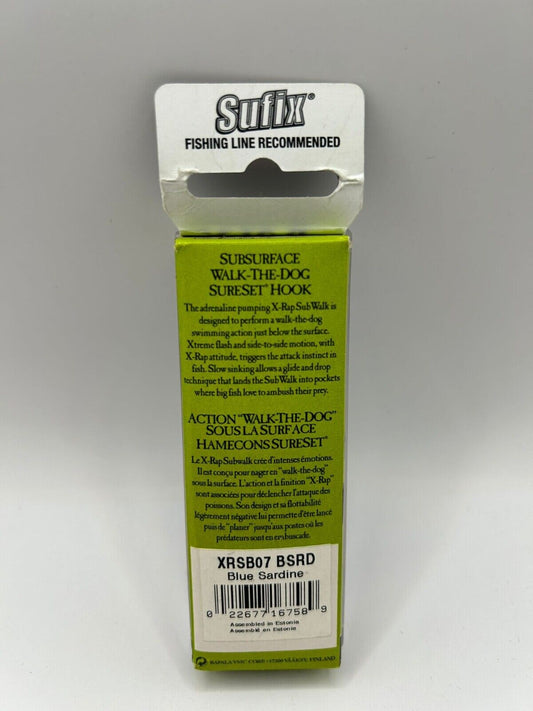 Sufix®
FISHING LINE RECOMMENDED
SUBSURFACE
WALK-THE-DOG
SURESET® HOOK
The adrenaline pumping X-Rap SubWalk is
designed to perform a walk-the-dog
swimming action just below the surface.
Xtreme flash and side-to-side motion, with
X-Rap attitude, triggers the attack instinct in
fish. Slow sinking allows a glide and drop
technique that lands the SubWalk into pockets
where big fish love to ambush their prey.
ACTION "WALK-THE-DOG"
SOUS LA SURFACE
HAMECONS SURESET®
Le X-Rap Subwalk crée d'intenses émotions.
Il est conçu pour nager en "walk-the-dog"
sous la surface. L'action et la finition "X-Rap"
sont associées pour déclencher l'attaque des
poissons. Son design et sa flottabilité
légèrement négative lui permette d'être lancé
puis de "planer" jusqu'aux postes où les
prédateurs sont en embuscade.
XRSB07 BSRD
Blue Sardine
0 22677 16758 9
Assembled in Estonia
Assemblé en Estonie
RAPALA VMC CORP. • 17200 VÄÄKSY, FINLAND